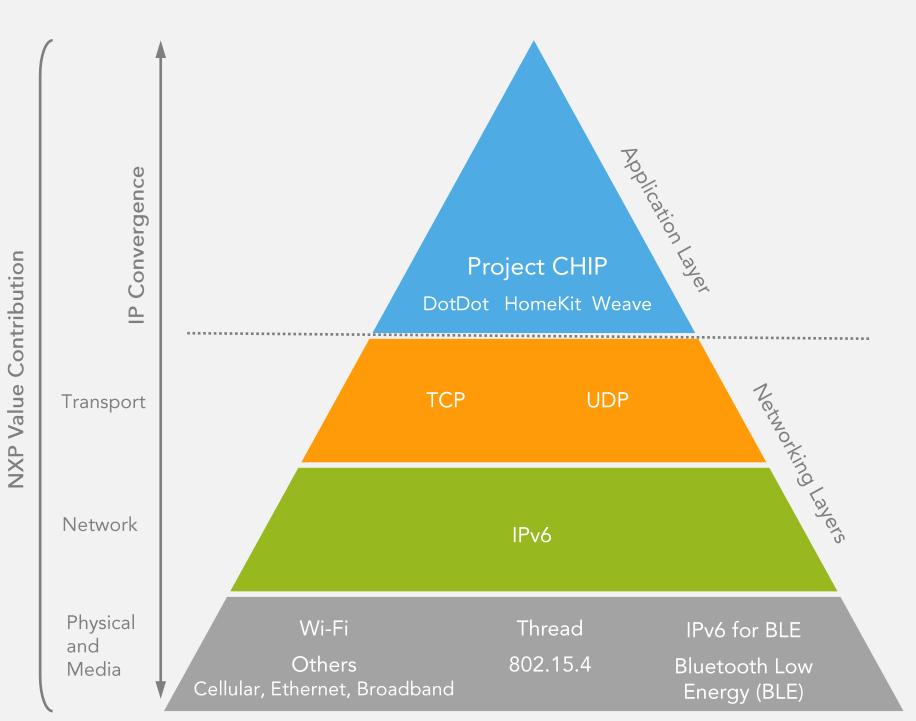 NXP Value Contribution
IP Convergence
Application Layer
Project CHIP
DotDot HomeKit Weave
Transport
TCP UDP
Networking Layers
Network
IPv6
Physical
and
Media
Wi-Fi
Others
Cellular, Ethernet, Broadband
Thread
802.15.4
IPv6 for BLE
Bluetooth Low
Energy (BLE)